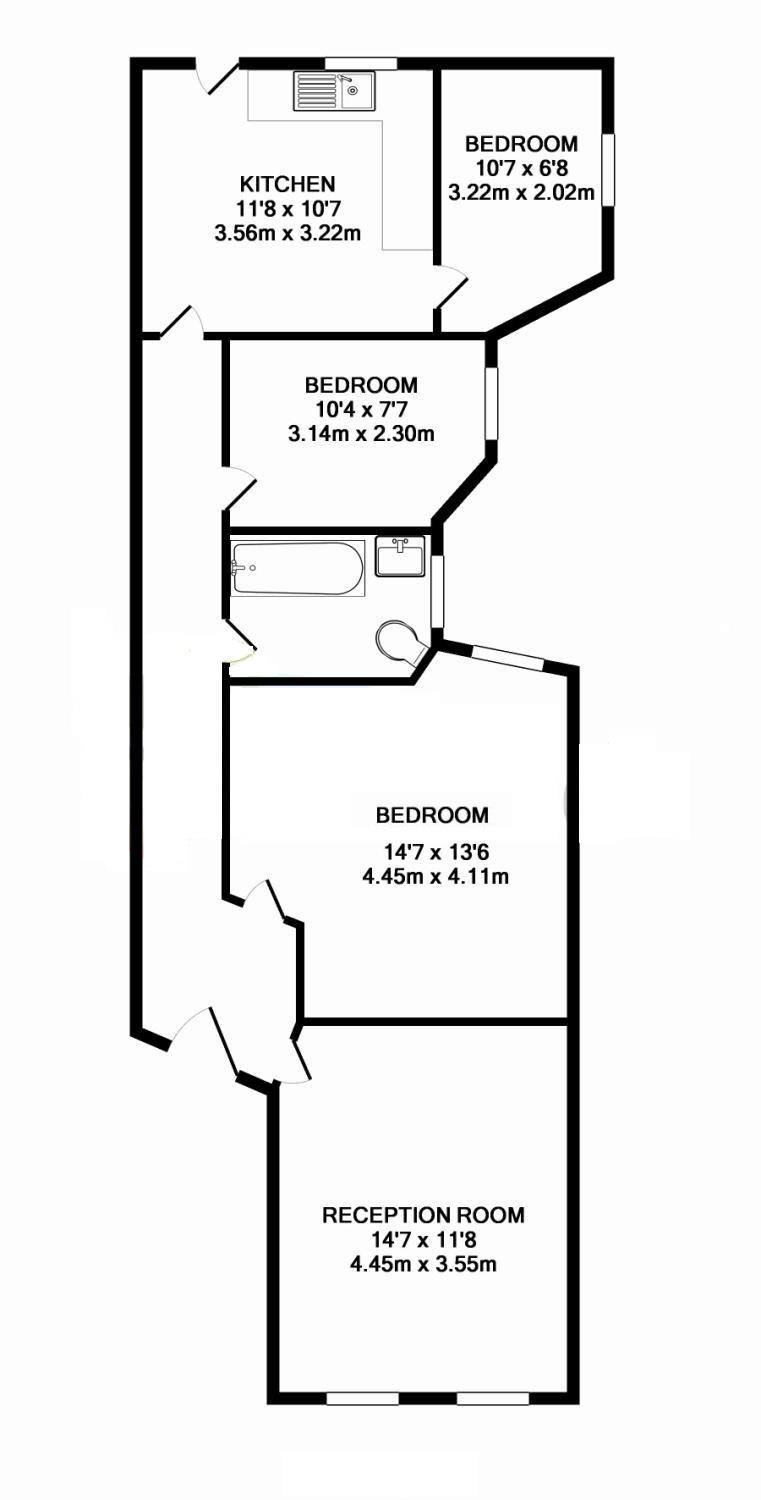 BEDROOM
10'7 x 6'8
3.22m x 2.02m
KITCHEN
11'8 x 10'7
3.56m x 3.22m
BEDROOM
10'4 x 7'7
3.14m x 2.30m
BEDROOM
14'7 x 13'6
4.45m x 4.11m
RECEPTION ROOM
14'7 x 11'8
4.45m x 3.55m